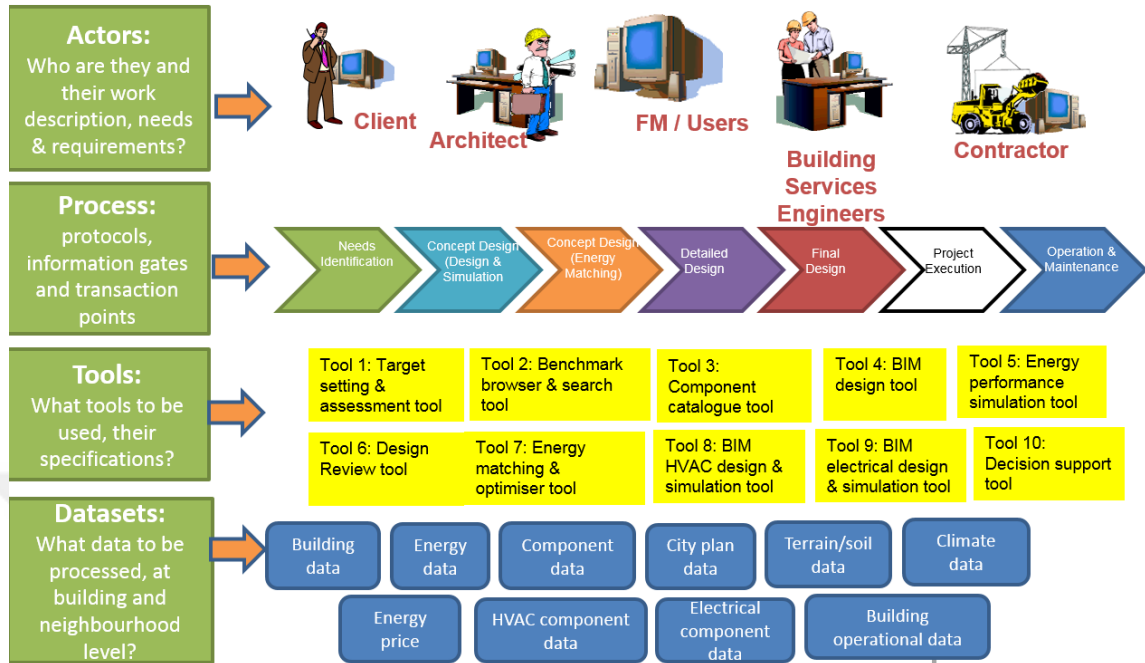 Actors:
Who are they and
their work
description, needs
& requirements?
Client
Architect
FM / Users
Building
Services
Engineers
Contractor
Process:
protocols,
information gates
and transaction
points
Needs
Identification
Concept Design
(Design &
Simulation
Concept Design
(Energy
Matching)
Detailed
Design
Final
Design
Project
Execution
Operation &
Maintenance
Tools:
What tools to be
used, their
specifications?
Tool 1: Target
setting &
assessment tool
Tool 2: Benchmark
browser & search
tool
Tool 3:
Component
catalogue tool
Tool 4: BIM
design tool
Tool 5: Energy
performance
simulation tool
Tool 6: Design
Review tool
Tool 7: Energy
matching &
optimiser tool
Tool 8: BIM
HVAC design &
simulation tool
Tool 9: BIM
electrical design
& simulation tool
Tool 10:
Decision support
tool
Datasets:
What data to be
processed, at
building and
neighbourhood
level?
Building
data
Energy
data
Component
data
City plan
data
Terrain/soil
data
Climate
data
Energy
price
HVAC component
data
Electrical
component
data
Building
operational data